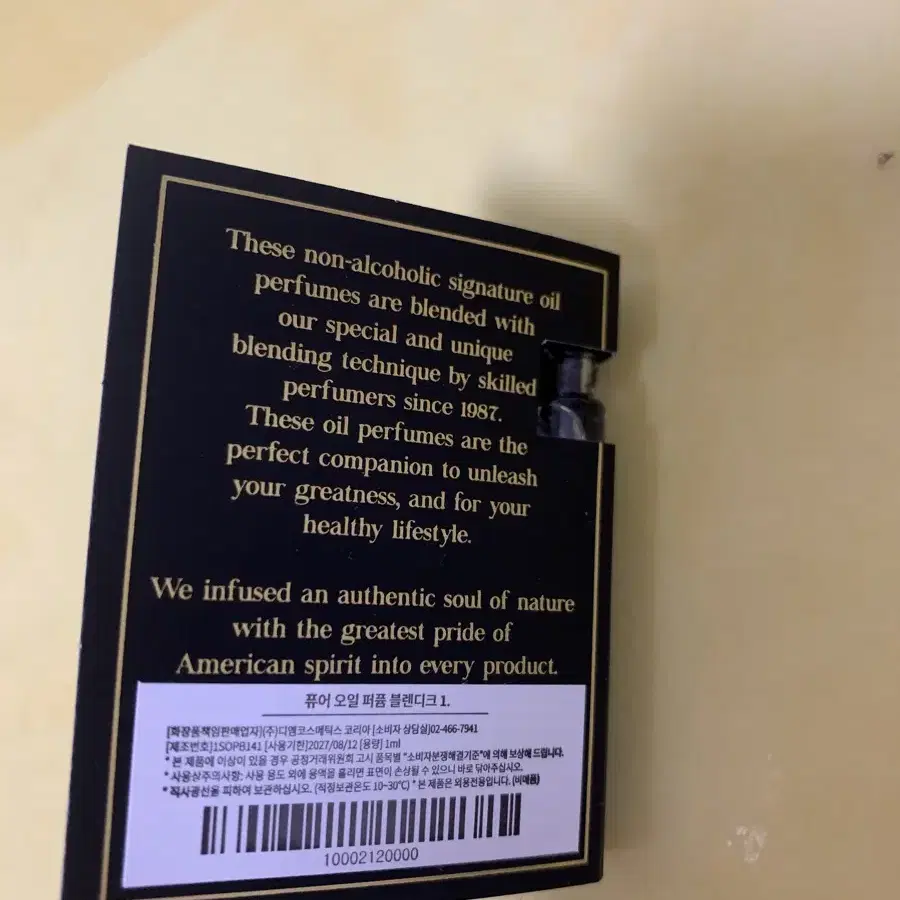 These non-alcoholic signature oil
perfumes are blended with
our special and unique
blending technique by skilled
perfumers since 1987.
These oil perfumes are the
perfect companion to unleash
your greatness, and for your
healthy lifestyle.
We infused an authentic soul of nature
with the greatest pride of
American spirit into every product.
퓨어 오일 퍼퓸 블렌디크 1.
[화장품책임판매업자](주)디엠코스메틱스 코리아 [소비자 상담실]02-466-7941
[제조번호]1SOPB141 [사용기한]2027/08/12 [용량] 1ml
* 본 제품에 이상이 있을 경우 공정거래위원회 고시 품목별 "소비자분쟁해결기준"에 의해 보상해 드립니다.
* 사용상주의사항: 사용 용도 외에 용액을 흘리면 표면이 손상될 수 있으니 바로 닦아주십시오.
* 직사광선을 피하여 보관하십시오. (적정보관온도 10~30℃) * 본 제품은 외용전용입니다. (비매품)
10002120000